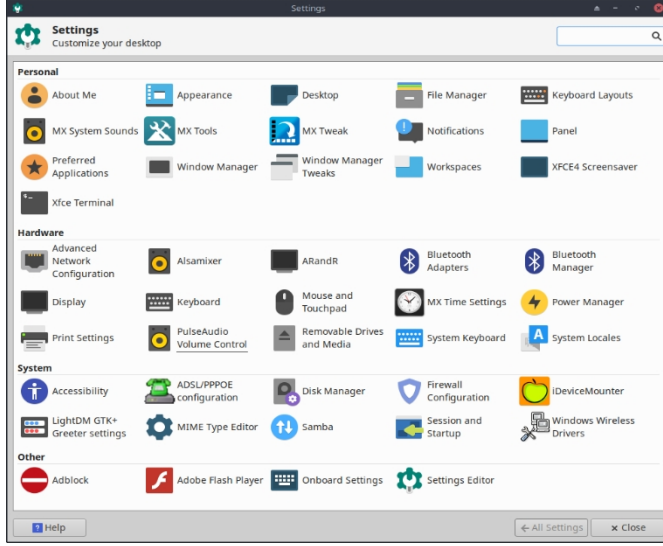 Settings
Settings
Customize your desktop
Personal
About Me
Appearance
Desktop
File Manager
Keyboard Layouts
MX System Sounds
MX Tools
MX Tweak
Notifications
Panel
Preferred
Applications
Window Manager
Window Manager
Tweaks
Workspaces
XFCE4 Screensaver
Xfce Terminal
Hardware
Advanced
Network
Configuration
Alsamixer
ARandR
Bluetooth
Adapters
Bluetooth
Manager
Display
Keyboard
Mouse and
Touchpad
MX Time Settings
Power Manager
Print Settings
PulseAudio
Volume Control
Removable Drives
and Media
System Keyboard
A
System Locales
System
Accessibility
ADSL/PPPOE
configuration
Disk Manager
Firewall
Configuration
iDeviceMounter
LightDM GTK+
Greeter settings
MIME Type Editor
Samba
Session and
Startup
Windows Wireless
Drivers
Other
Adblock
Adobe Flash Player
Onboard Settings
Settings Editor
? Help
← All Settings
× Close